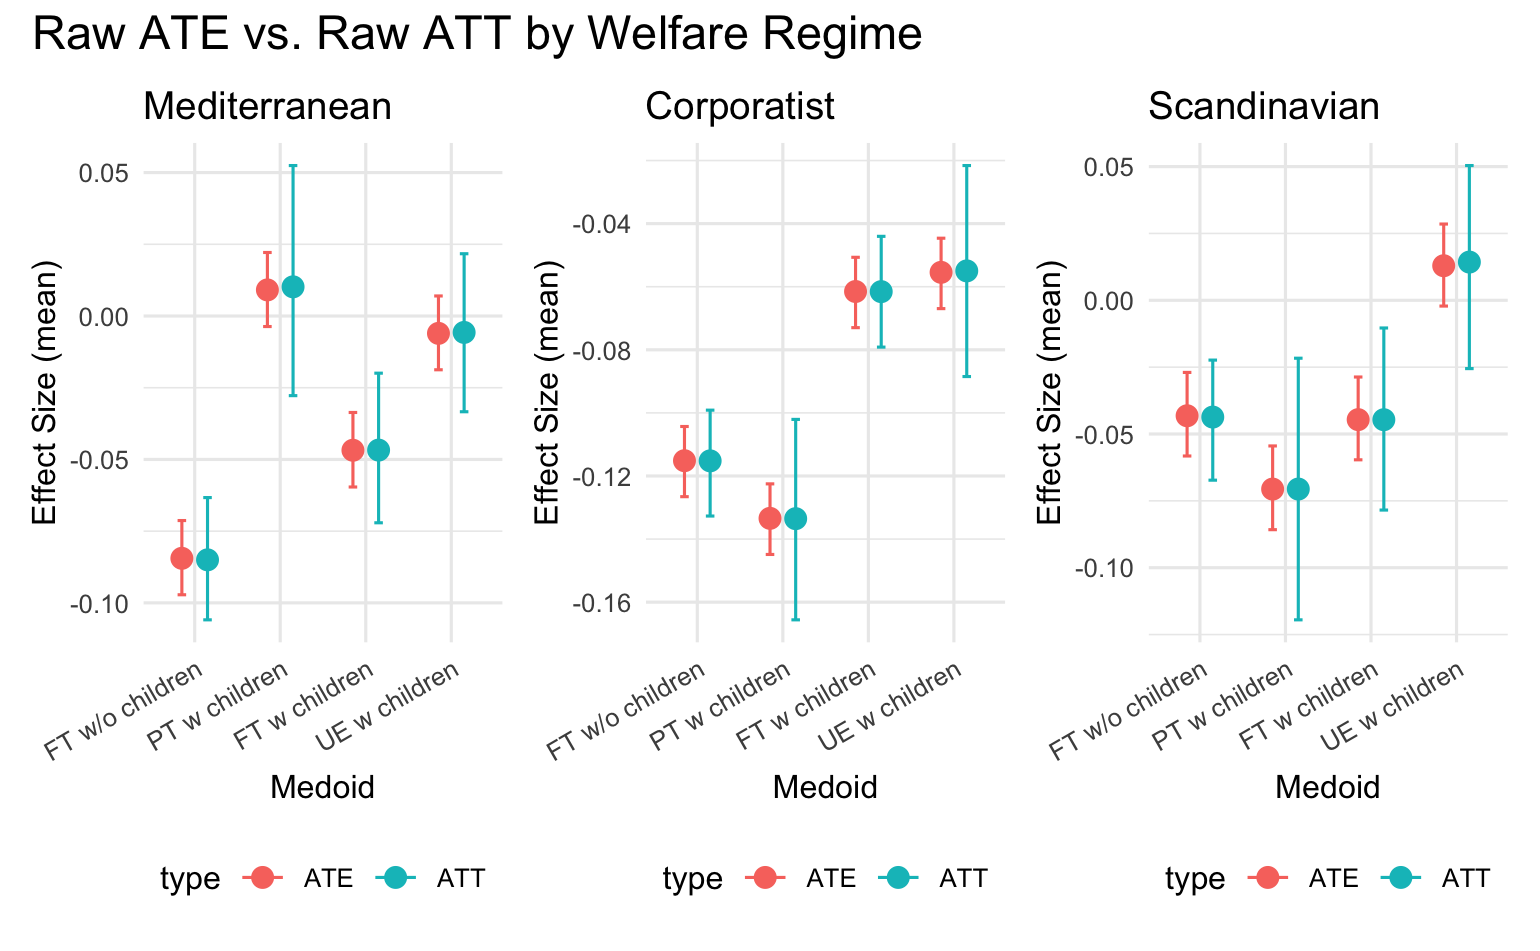 Raw ATE vs. Raw ATT by Welfare Regime
Mediterranean
Effect Size (mean)
0.05
0.00
-0.05
-0.10
FT w/o children
PT w children
FT w children
UE w children
Medoid
type ATE ATT
Corporatist
Effect Size (mean)
-0.04
-0.08
-0.12
-0.16
FT w/o children
PT w children
FT w children
UE w children
Medoid
type ATE ATT
Scandinavian
Effect Size (mean)
0.05
0.00
-0.05
-0.10
FT w/o children
PT w children
FT w children
UE w children
Medoid
type ATE ATT